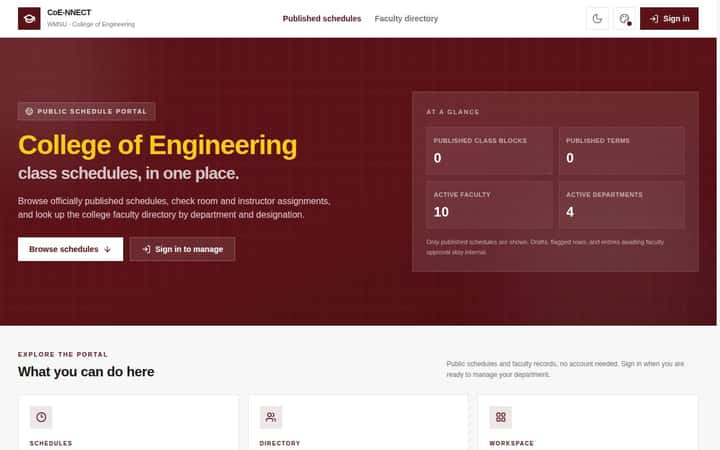 CoE-NNECT
WMSU · College of Engineering
Published schedules
Faculty directory
Sign in
PUBLIC SCHEDULE PORTAL
College of Engineering
class schedules, in one place.
Browse officially published schedules, check room and instructor assignments,
and look up the college faculty directory by department and designation.
Browse schedules
Sign in to manage
AT A GLANCE
PUBLISHED CLASS BLOCKS
0
PUBLISHED TERMS
0
ACTIVE FACULTY
10
ACTIVE DEPARTMENTS
4
Only published schedules are shown. Drafts, flagged rows, and entries awaiting faculty
approval stay internal.
EXPLORE THE PORTAL
What you can do here
Public schedules and faculty records, no account needed. Sign in when you are
ready to manage your department.
SCHEDULES
DIRECTORY
WORKSPACE